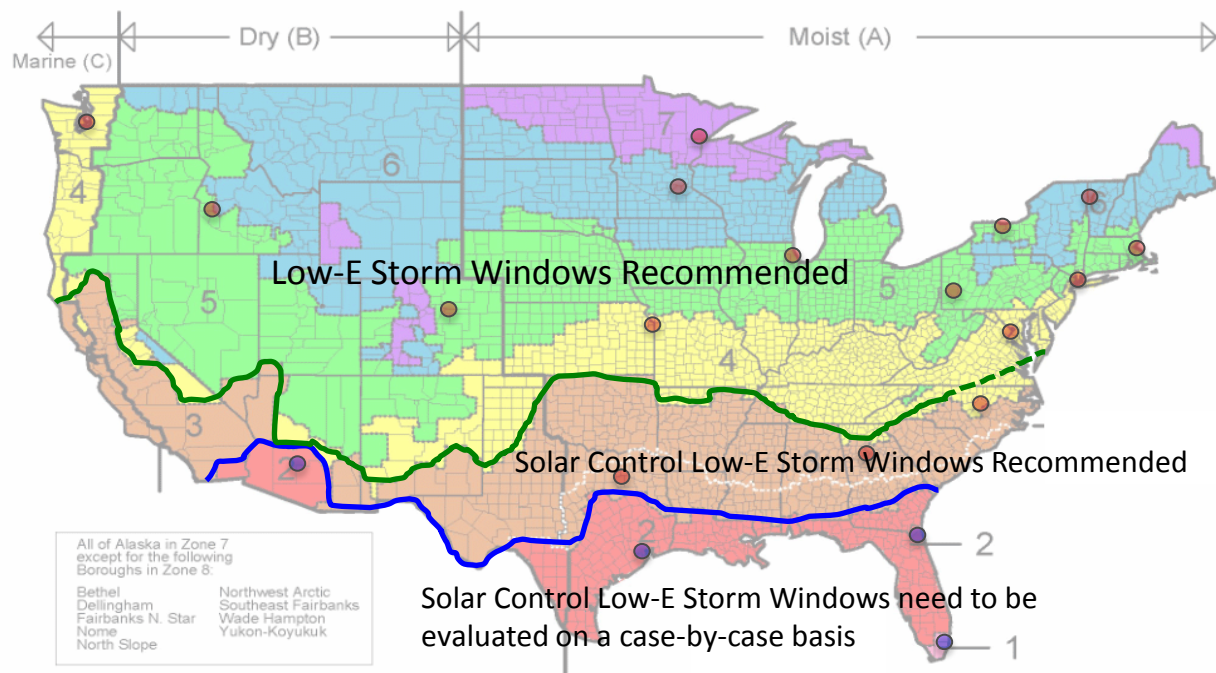 Dry (B)
Moist (A)
Marine (C)
7
6
6
4
Low-E Storm Windows Recommended
5
5
4
3
3
Solar Control Low-E Storm Windows Recommended
2
2
2
All of Alaska in Zone 7
except for the following
Boroughs in Zone 8:
Bethel
Dellingham
Fairbanks N. Star
Nome
North Slope
Northwest Arctic
Southeast Fairbanks
Wade Hampton
Yukon-Koyukuk
Solar Control Low-E Storm Windows need to be
evaluated on a case-by-case basis
1